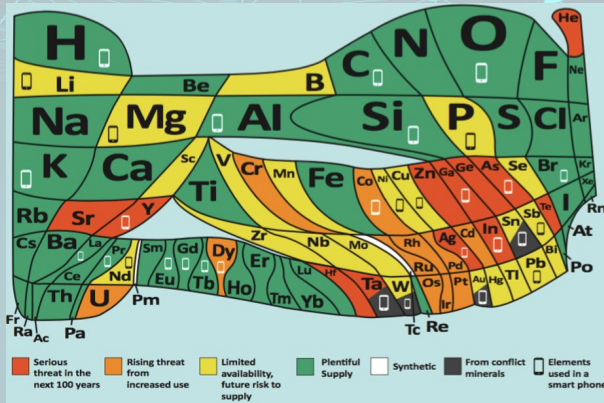 H He
Li Be B C N O F Ne
Na Mg Al Si P S Cl Ar
K Ca Sc Ti V Cr Mn Fe Co Ni Cu Zn Ga Ge As Se Br Kr
Rb Sr Y Zr Nb Mo Rh Pd Ag Cd In Sn Sb Te I Xe
Cs Ba La Ce Pr Nd Sm Eu Gd Tb Dy Ho Er Tm Yb Lu Hf Ta W Re Ru Os Ir Pt Au Hg Tl Pb Bi Po At Rn
Fr Ra Ac Th Pa U Pm Tc
Serious
threat in the
next 100 years
Rising threat
from
increased use
Limited
availability,
future risk to
supply
Plentiful
Supply
Synthetic
From conflict
minerals
Elements
used in a
smart phone